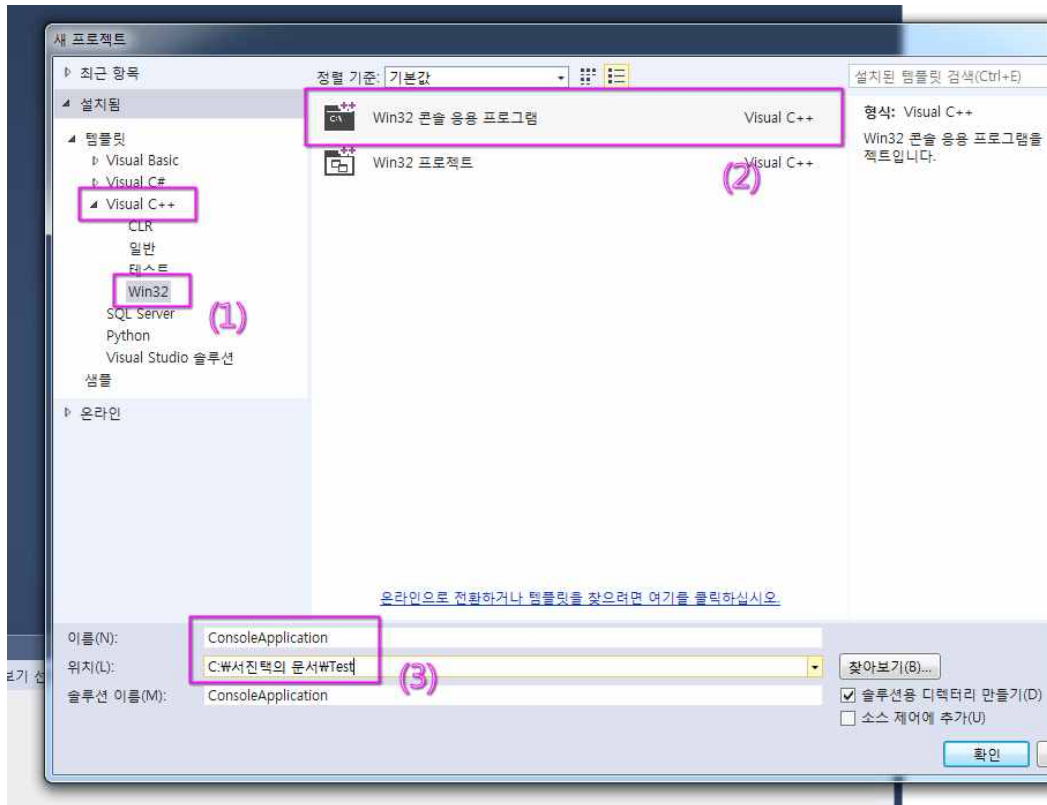 새 프로젝트
최근 항목
정렬 기준: 기본값
설치된 템플릿 검색(Ctrl+E)
설치됨
템플릿
Visual Basic
Visual C#
Visual C++
CLR
일반
테스트
Win32
(1)
SQL Server
Python
Visual Studio 솔루션
샘플
온라인
Win32 콘솔 응용 프로그램 Visual C++
Win32 프로젝트 Visual C++
(2)
형식: Visual C++
Win32 콘솔 응용 프로그램을
젝트입니다.
온라인으로 전환하거나 템플릿을 찾으려면 여기를 클릭하십시오.
이름(N): ConsoleApplication
위치(L): C:₩서진택의 문서₩Test
(3)
찾아보기(B)...
솔루션 이름(M): ConsoleApplication
솔루션용 디렉터리 만들기(D)
소스 제어에 추가(U)
확인